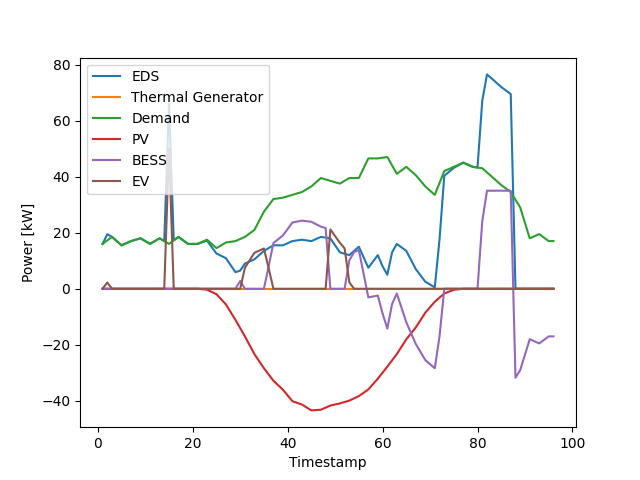 EDS
Thermal Generator
Demand
PV
BESS
EV
Power [kW]
80
60
40
20
0
−20
−40
0 20 40 60 80 100
Timestamp